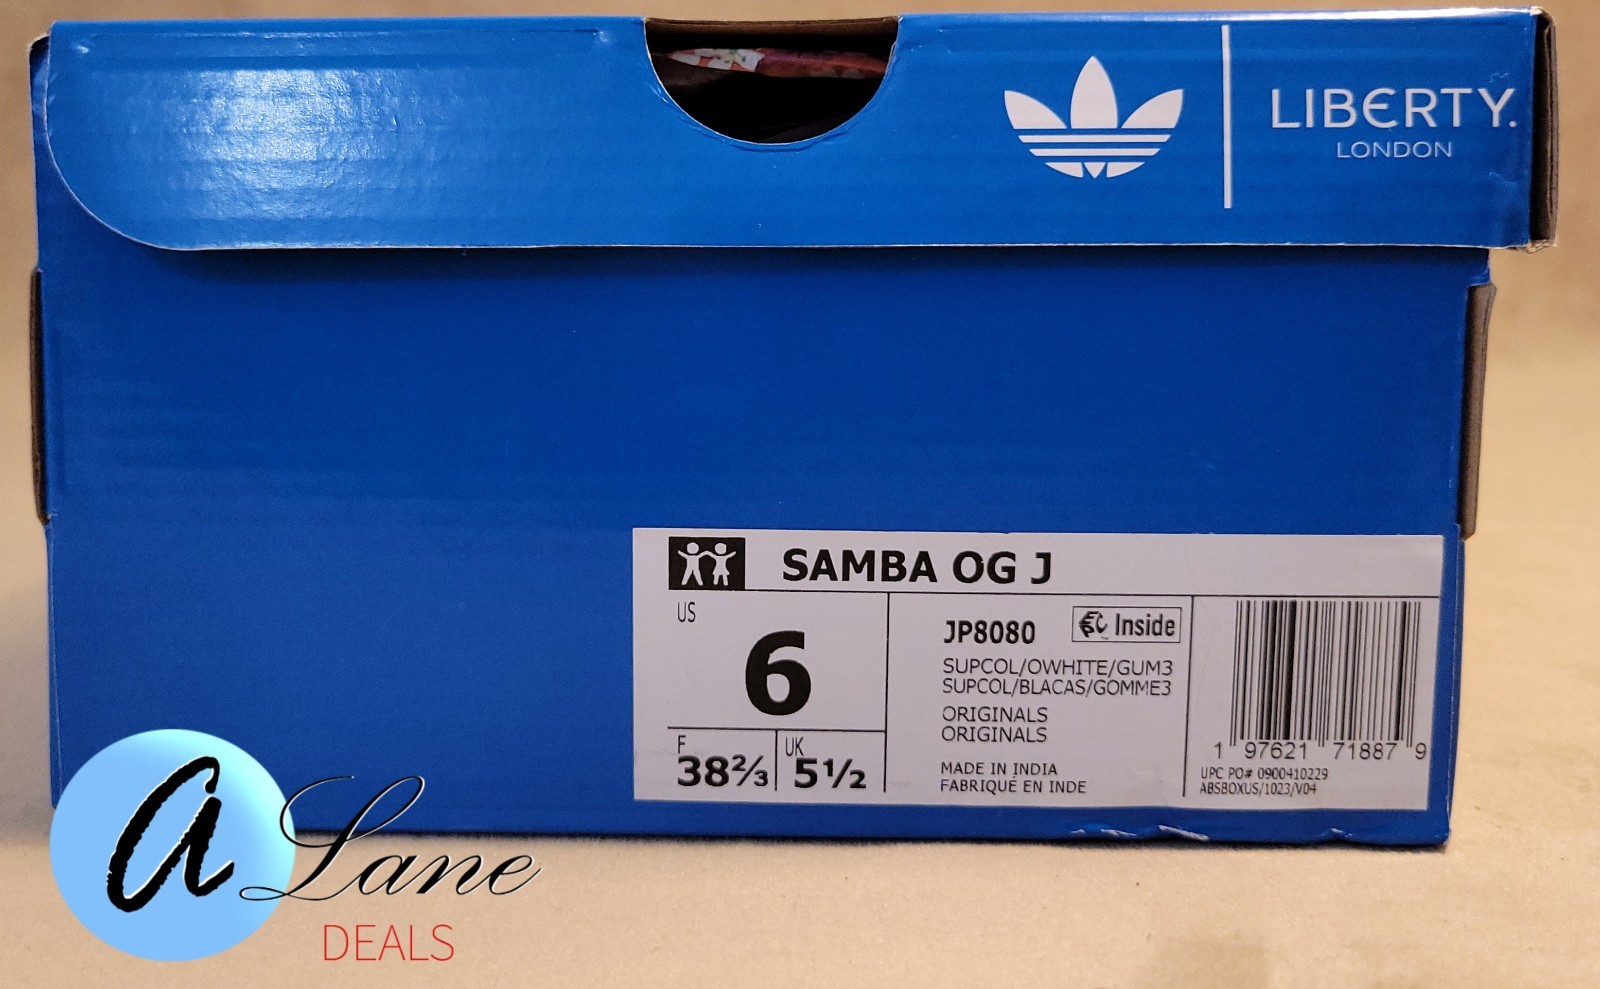 LIBERTY.
LONDON
SAMBA OG J
US
6
F
38⅔
UK
5½
JP8080
Inside
SUPCOL/OWHITE/GUM3
SUPCOL/BLACAS/GOMME3
ORIGINALS
ORIGINALS
MADE IN INDIA
FABRIQUÉ EN INDE
1 97621 71887 9
UPC PO# 0900410229
ABSBOXUS/1023/V04
a Lane
DEALS